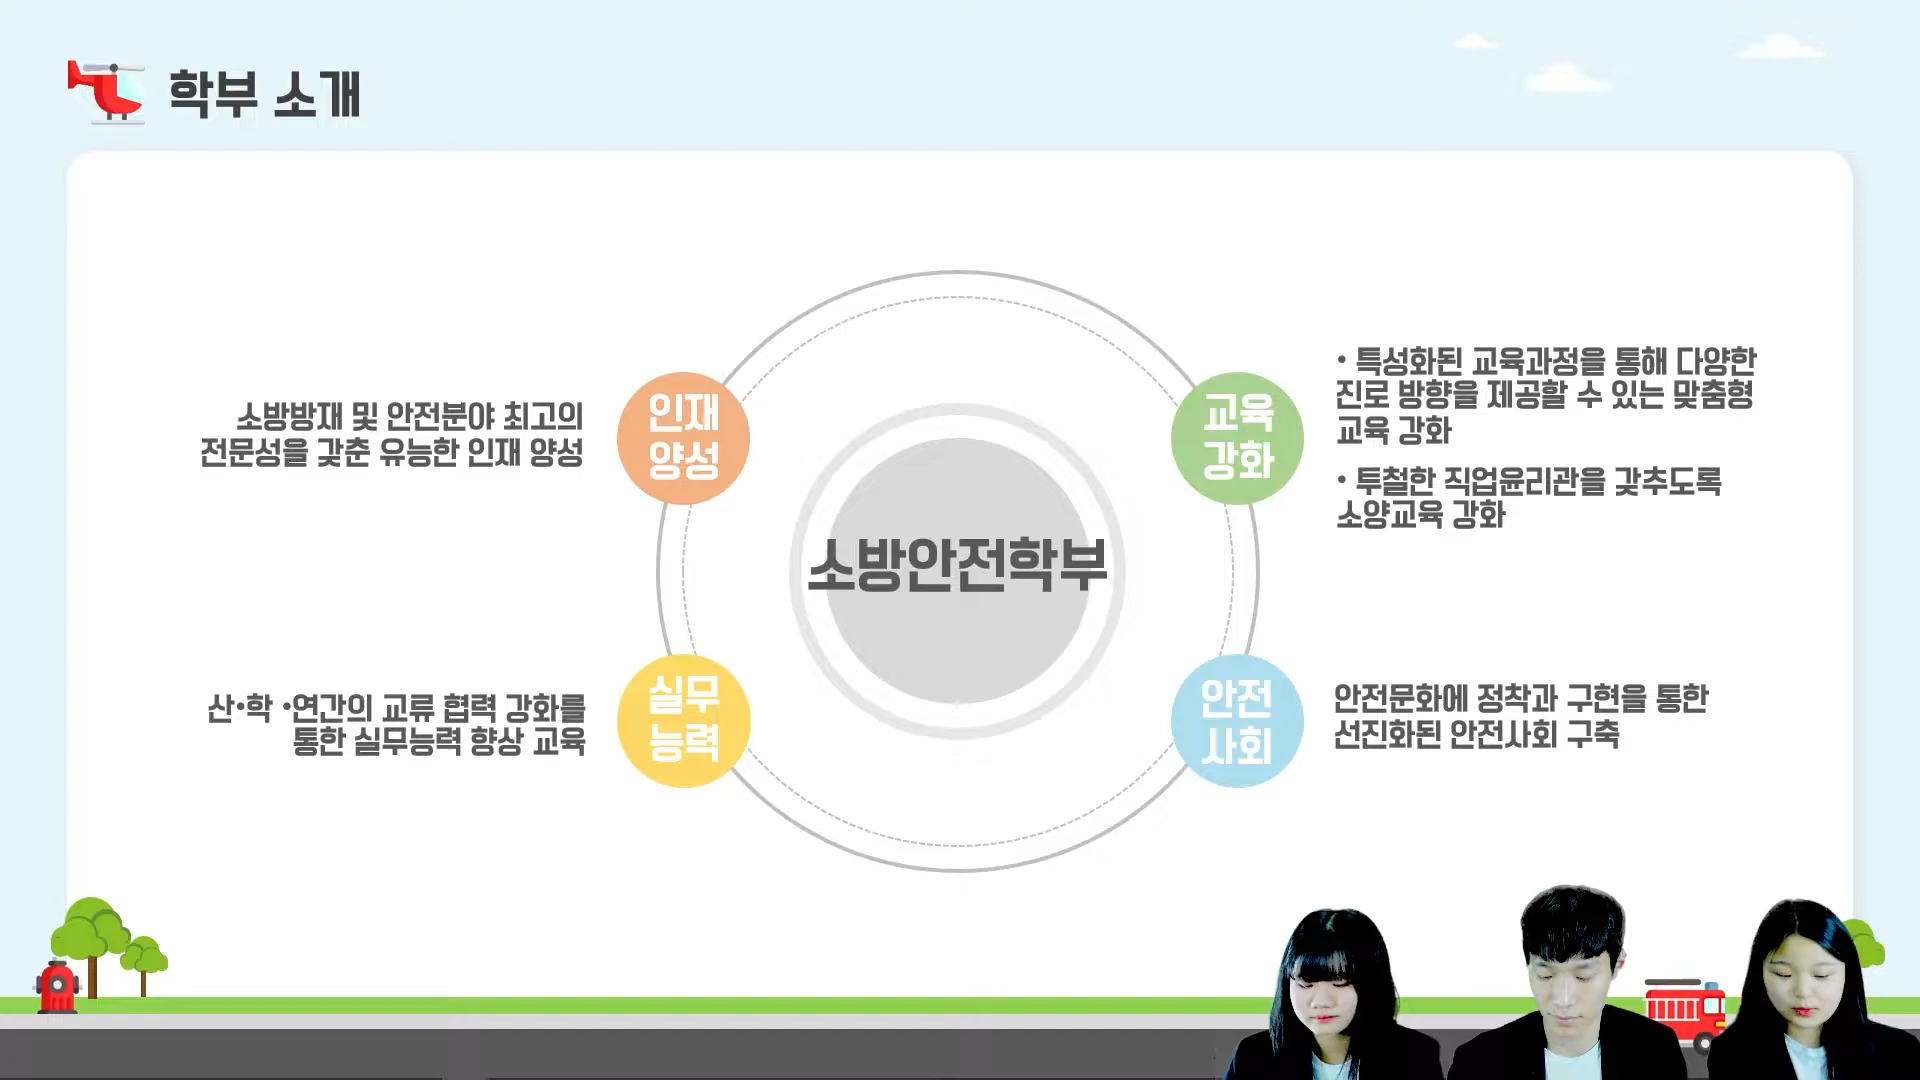 학부 소개
소방방재 및 안전분야 최고의
전문성을 갖춘 유능한 인재 양성
인재
양성
교육
강화
• 특성화된 교육과정을 통해 다양한
진로 방향을 제공할 수 있는 맞춤형
교육 강화
• 투철한 직업윤리관을 갖추도록
소양교육 강화
소방안전학부
산•학 •연간의 교류 협력 강화를
통한 실무능력 향상 교육
실무
능력
안전
사회
안전문화에 정착과 구현을 통한
선진화된 안전사회 구축